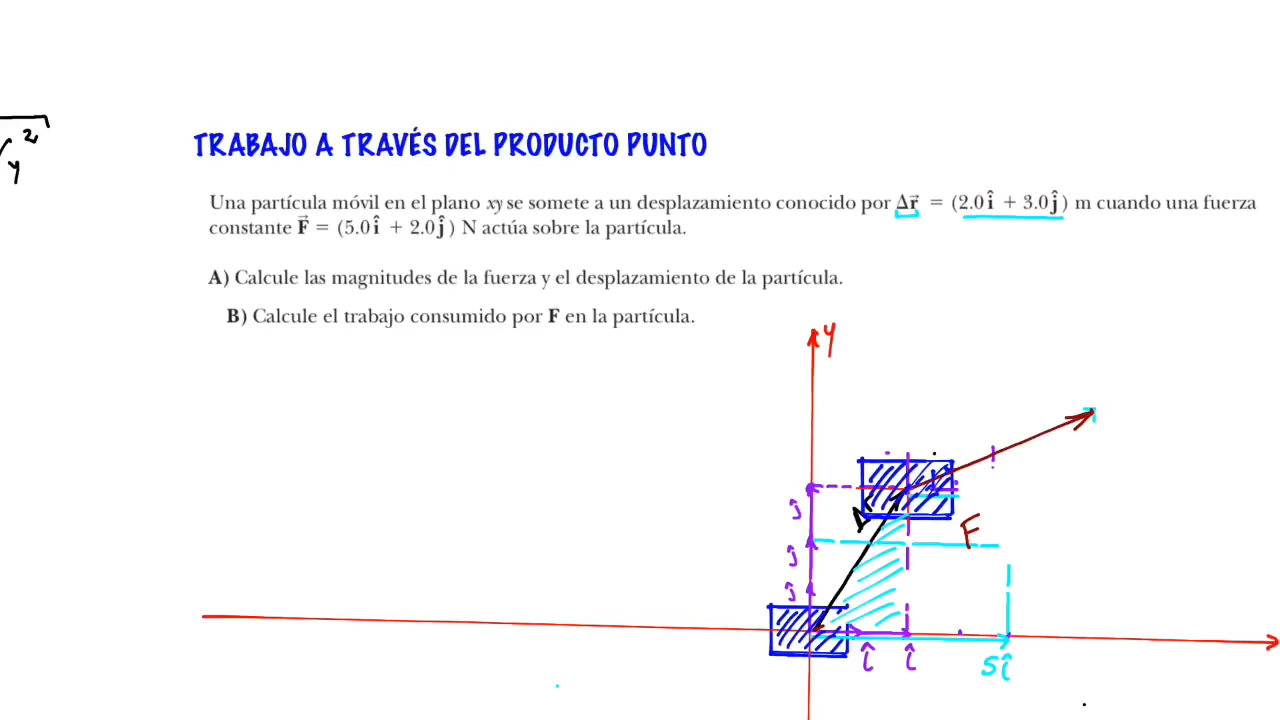 y²
TRABAJO A TRAVÉS DEL PRODUCTO PUNTO
Una partícula móvil en el plano xy se somete a un desplazamiento conocido por Δr⃗ = (2.0î + 3.0ĵ) m cuando una fuerza
constante F⃗ = (5.0î + 2.0ĵ) N actúa sobre la partícula.
A) Calcule las magnitudes de la fuerza y el desplazamiento de la partícula.
B) Calcule el trabajo consumido por F en la partícula.
y
ĵ
F
ĵ
ĵ
î î 5î